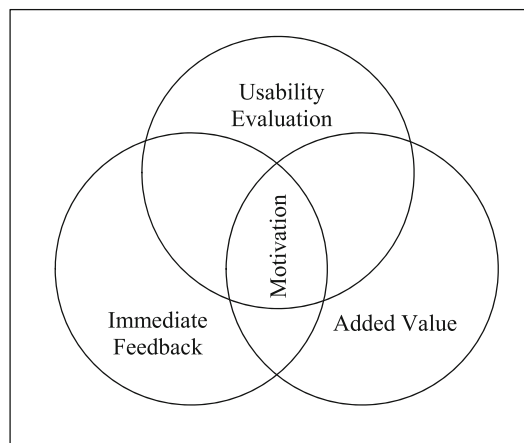 Usability
Evaluation
Motivation
Immediate
Feedback
Added Value